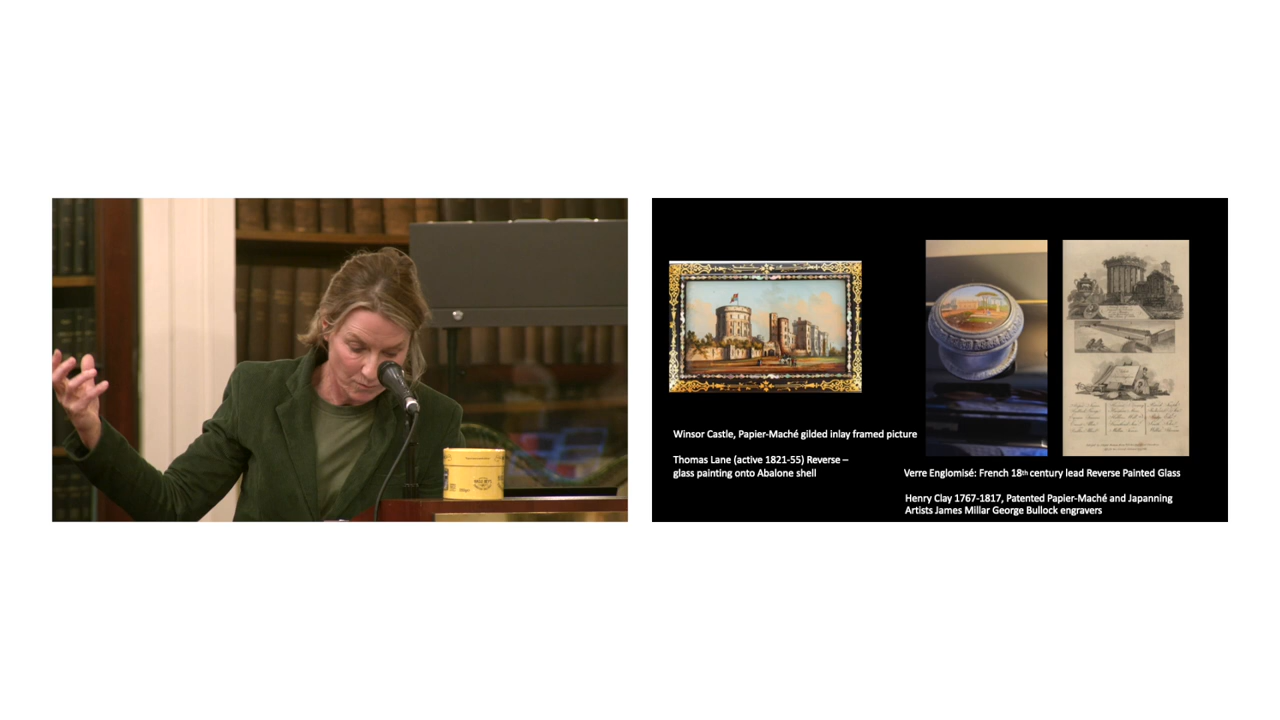 Winsor Castle, Papier-Maché gilded inlay framed picture
Thomas Lane (active 1821-55) Reverse –
glass painting onto Abalone shell
Verre Englomisé: French 18th century lead Reverse Painted Glass
Henry Clay 1767-1817, Patented Papier-Maché and Japanning
Artists James Millar George Bullock engravers